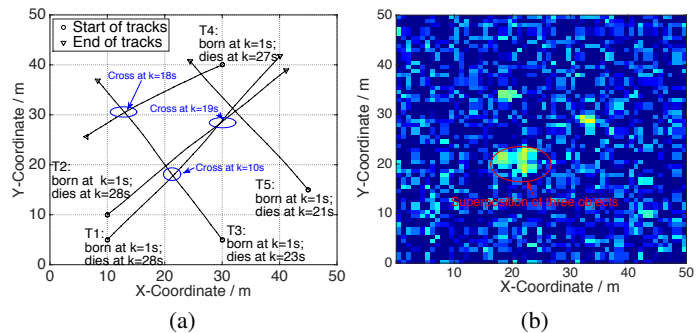 Start of tracks
End of tracks
T4:
born at k=1s;
dies at k=27s
Cross at k=18s
Cross at k=19s
Cross at k=10s
T2:
born at k=1s;
dies at k=28s
T5:
born at k=1s;
dies at k=21s
T1:
born at k=1s;
dies at k=28s
T3:
born at k=1s;
dies at k=23s
0 10 20 30 40 50
0 10 20 30 40 50
X-Coordinate / m
Y-Coordinate / m
(a)
Superposition of three objects
0 10 20 30 40 50
10 20 30 40 50
X-Coordinate / m
Y-Coordinate / m
(b)